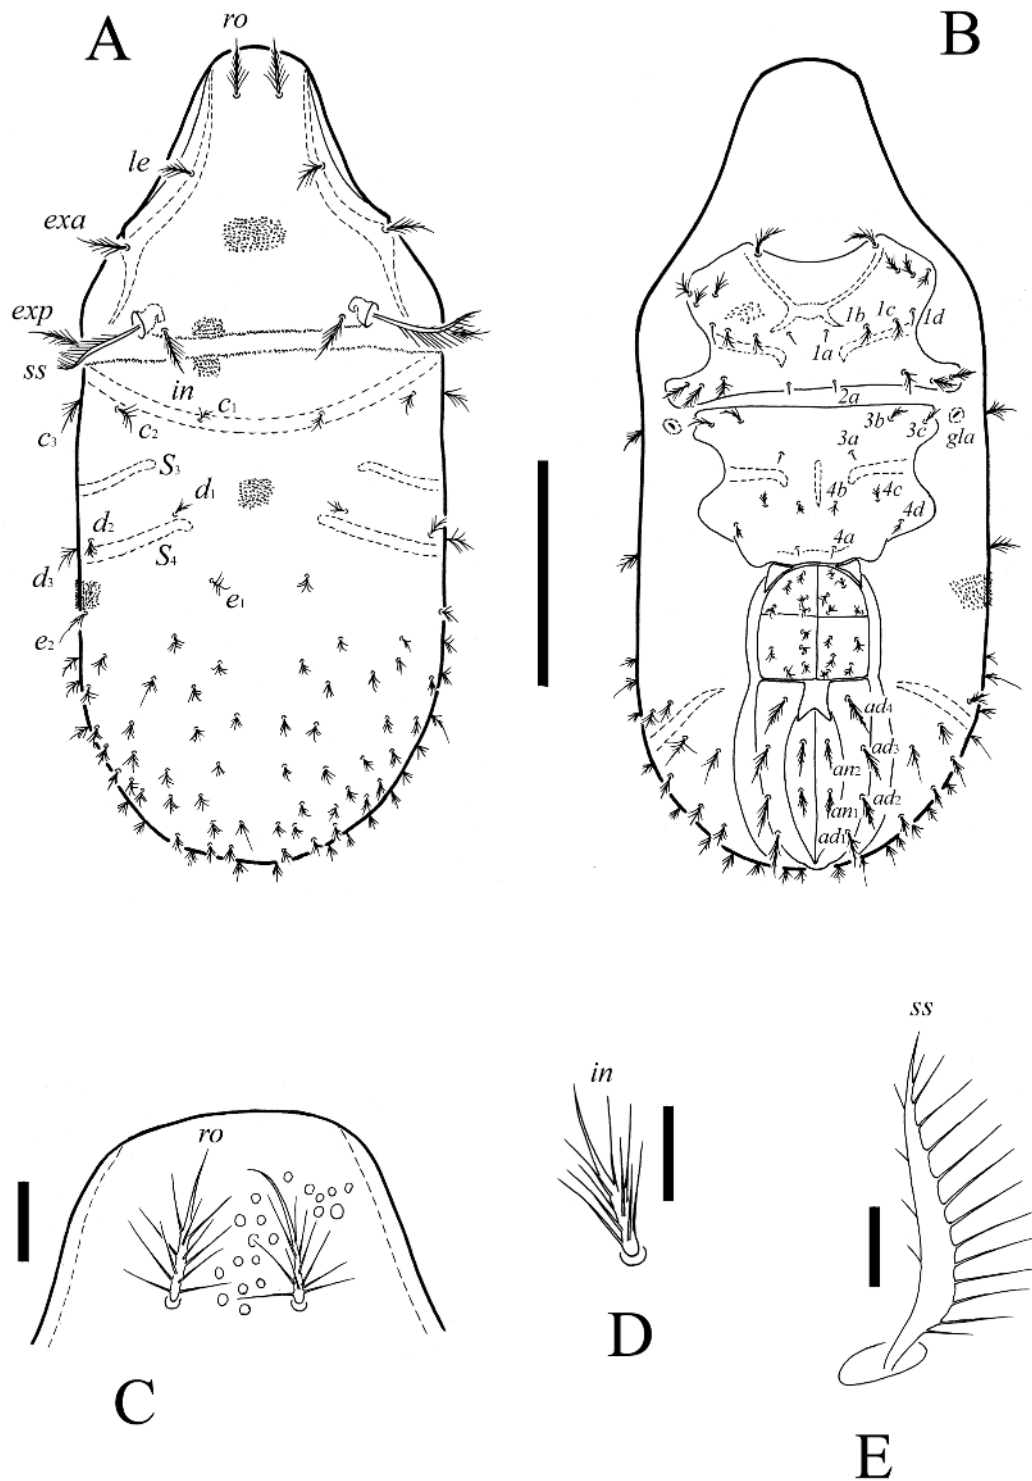 A
B
ro
le
exa
exp
ss
in
c1
c2
c3
S3
d1
d2
S4
d3
e1
e2
1b
1c
1d
1a
2a
3b
3c
gla
3a
4b
4c
4d
4a
ad4
ad3
an2
ad2
an1
ad1
ro
in
ss
C
D
E